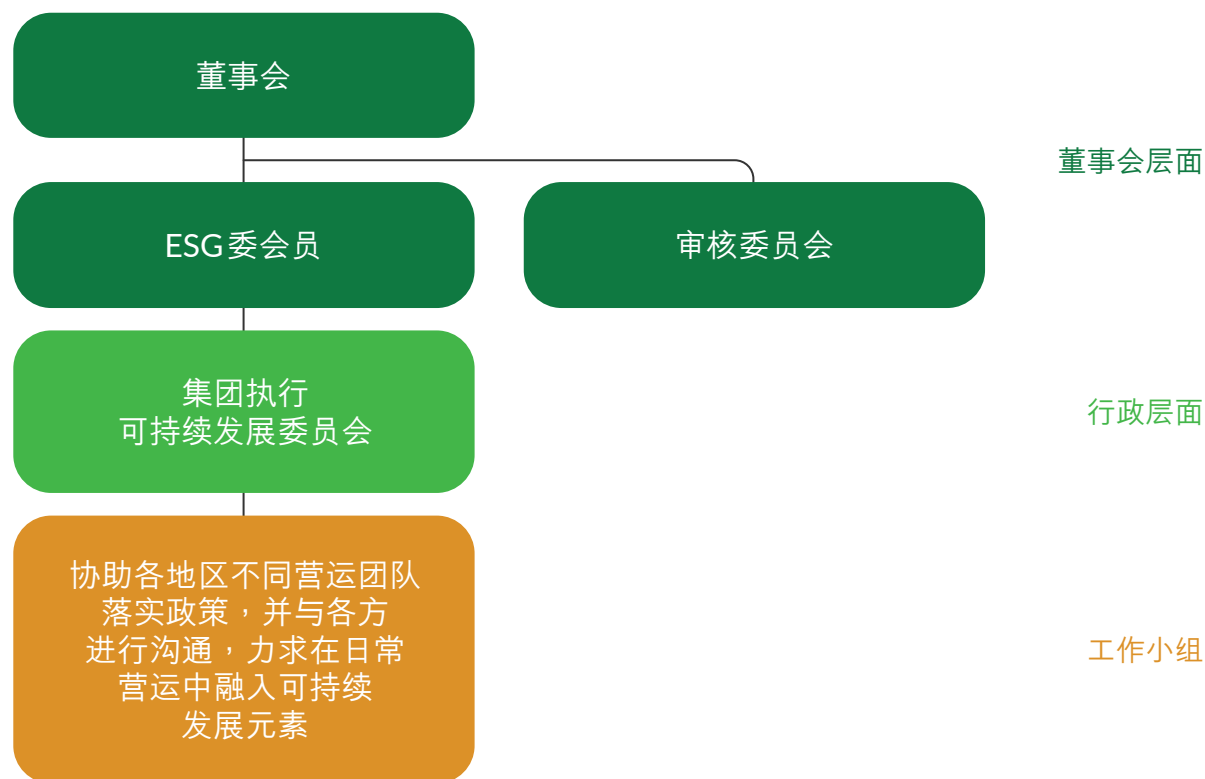 董事会
董事会层面
ESG委会员
审核委员会
集团执行
可持续发展委员会
行政层面
协助各地区不同营运团队
落实政策，并与各方
进行沟通，力求在日常
营运中融入可持续
发展元素
工作小组